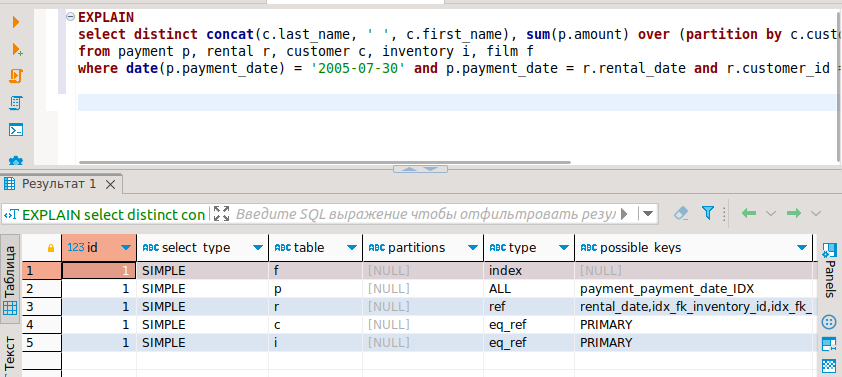 EXPLAIN
select distinct concat(c.last_name, ' ', c.first_name), sum(p.amount) over (partition by c.custo
from payment p, rental r, customer c, inventory i, film f
where date(p.payment_date) = '2005-07-30' and p.payment_date = r.rental_date and r.customer_id =
Результат 1
EXPLAIN select distinct con
Введите SQL выражение чтобы отфильтровать резул
Таблица
Текст
123 id ABC select_type ABC table ABC partitions ABC type ABC possible_keys
1 1 SIMPLE f [NULL] index [NULL]
2 1 SIMPLE p [NULL] ALL payment_payment_date_IDX
3 1 SIMPLE r [NULL] ref rental_date,idx_fk_inventory_id,idx_fk_
4 1 SIMPLE c [NULL] eq_ref PRIMARY
5 1 SIMPLE i [NULL] eq_ref PRIMARY
Panels